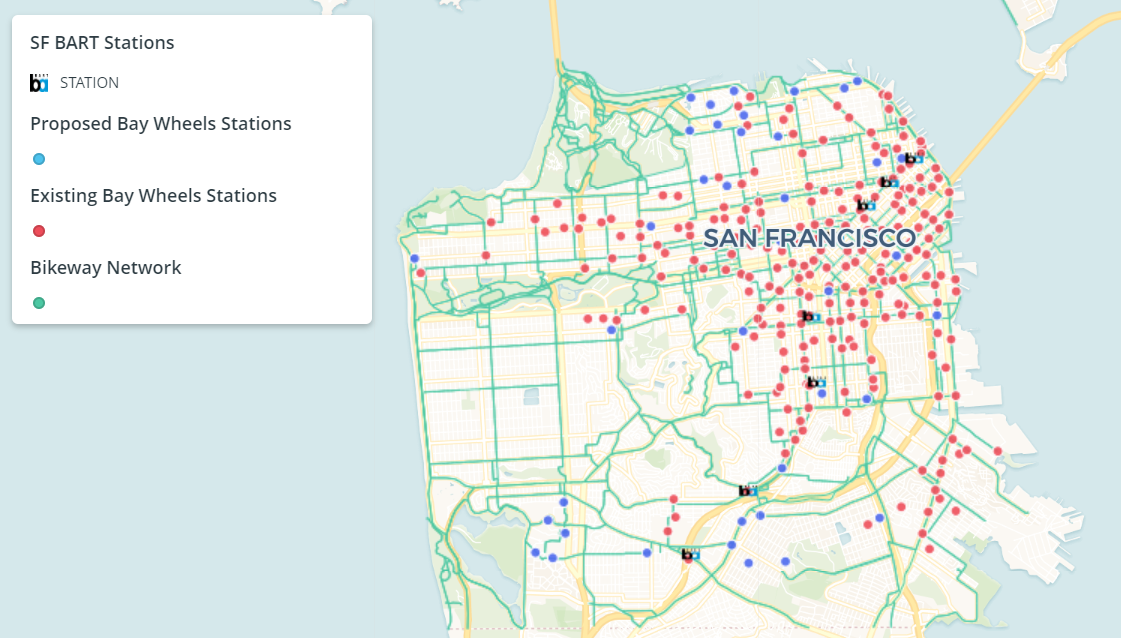 SF BART Stations
STATION
Proposed Bay Wheels Stations
Existing Bay Wheels Stations
Bikeway Network
SAN FRANCISCO